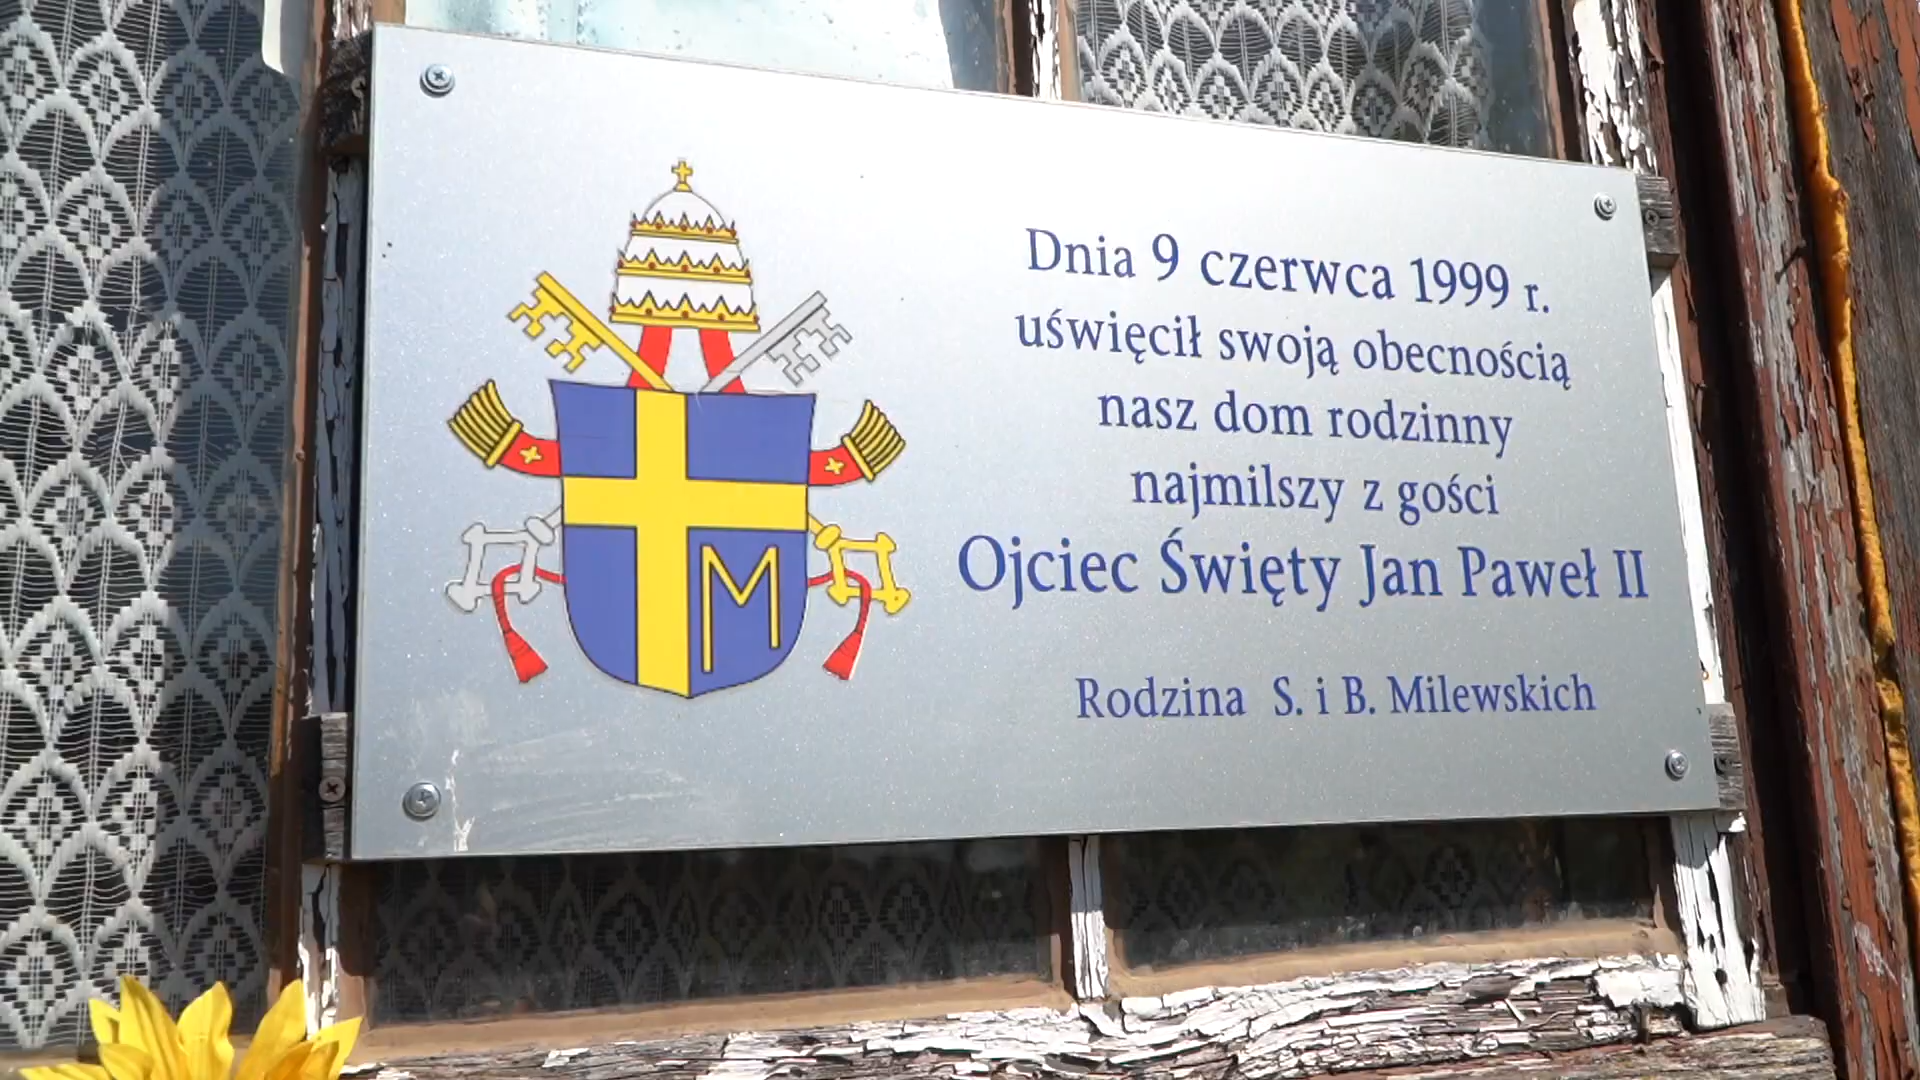 Dnia 9 czerwca 1999 r.
uświęcił swoją obecnością
nasz dom rodzinny
najmilszy z gości
Ojciec Święty Jan Paweł II
Rodzina S. i B. Milewskich
M